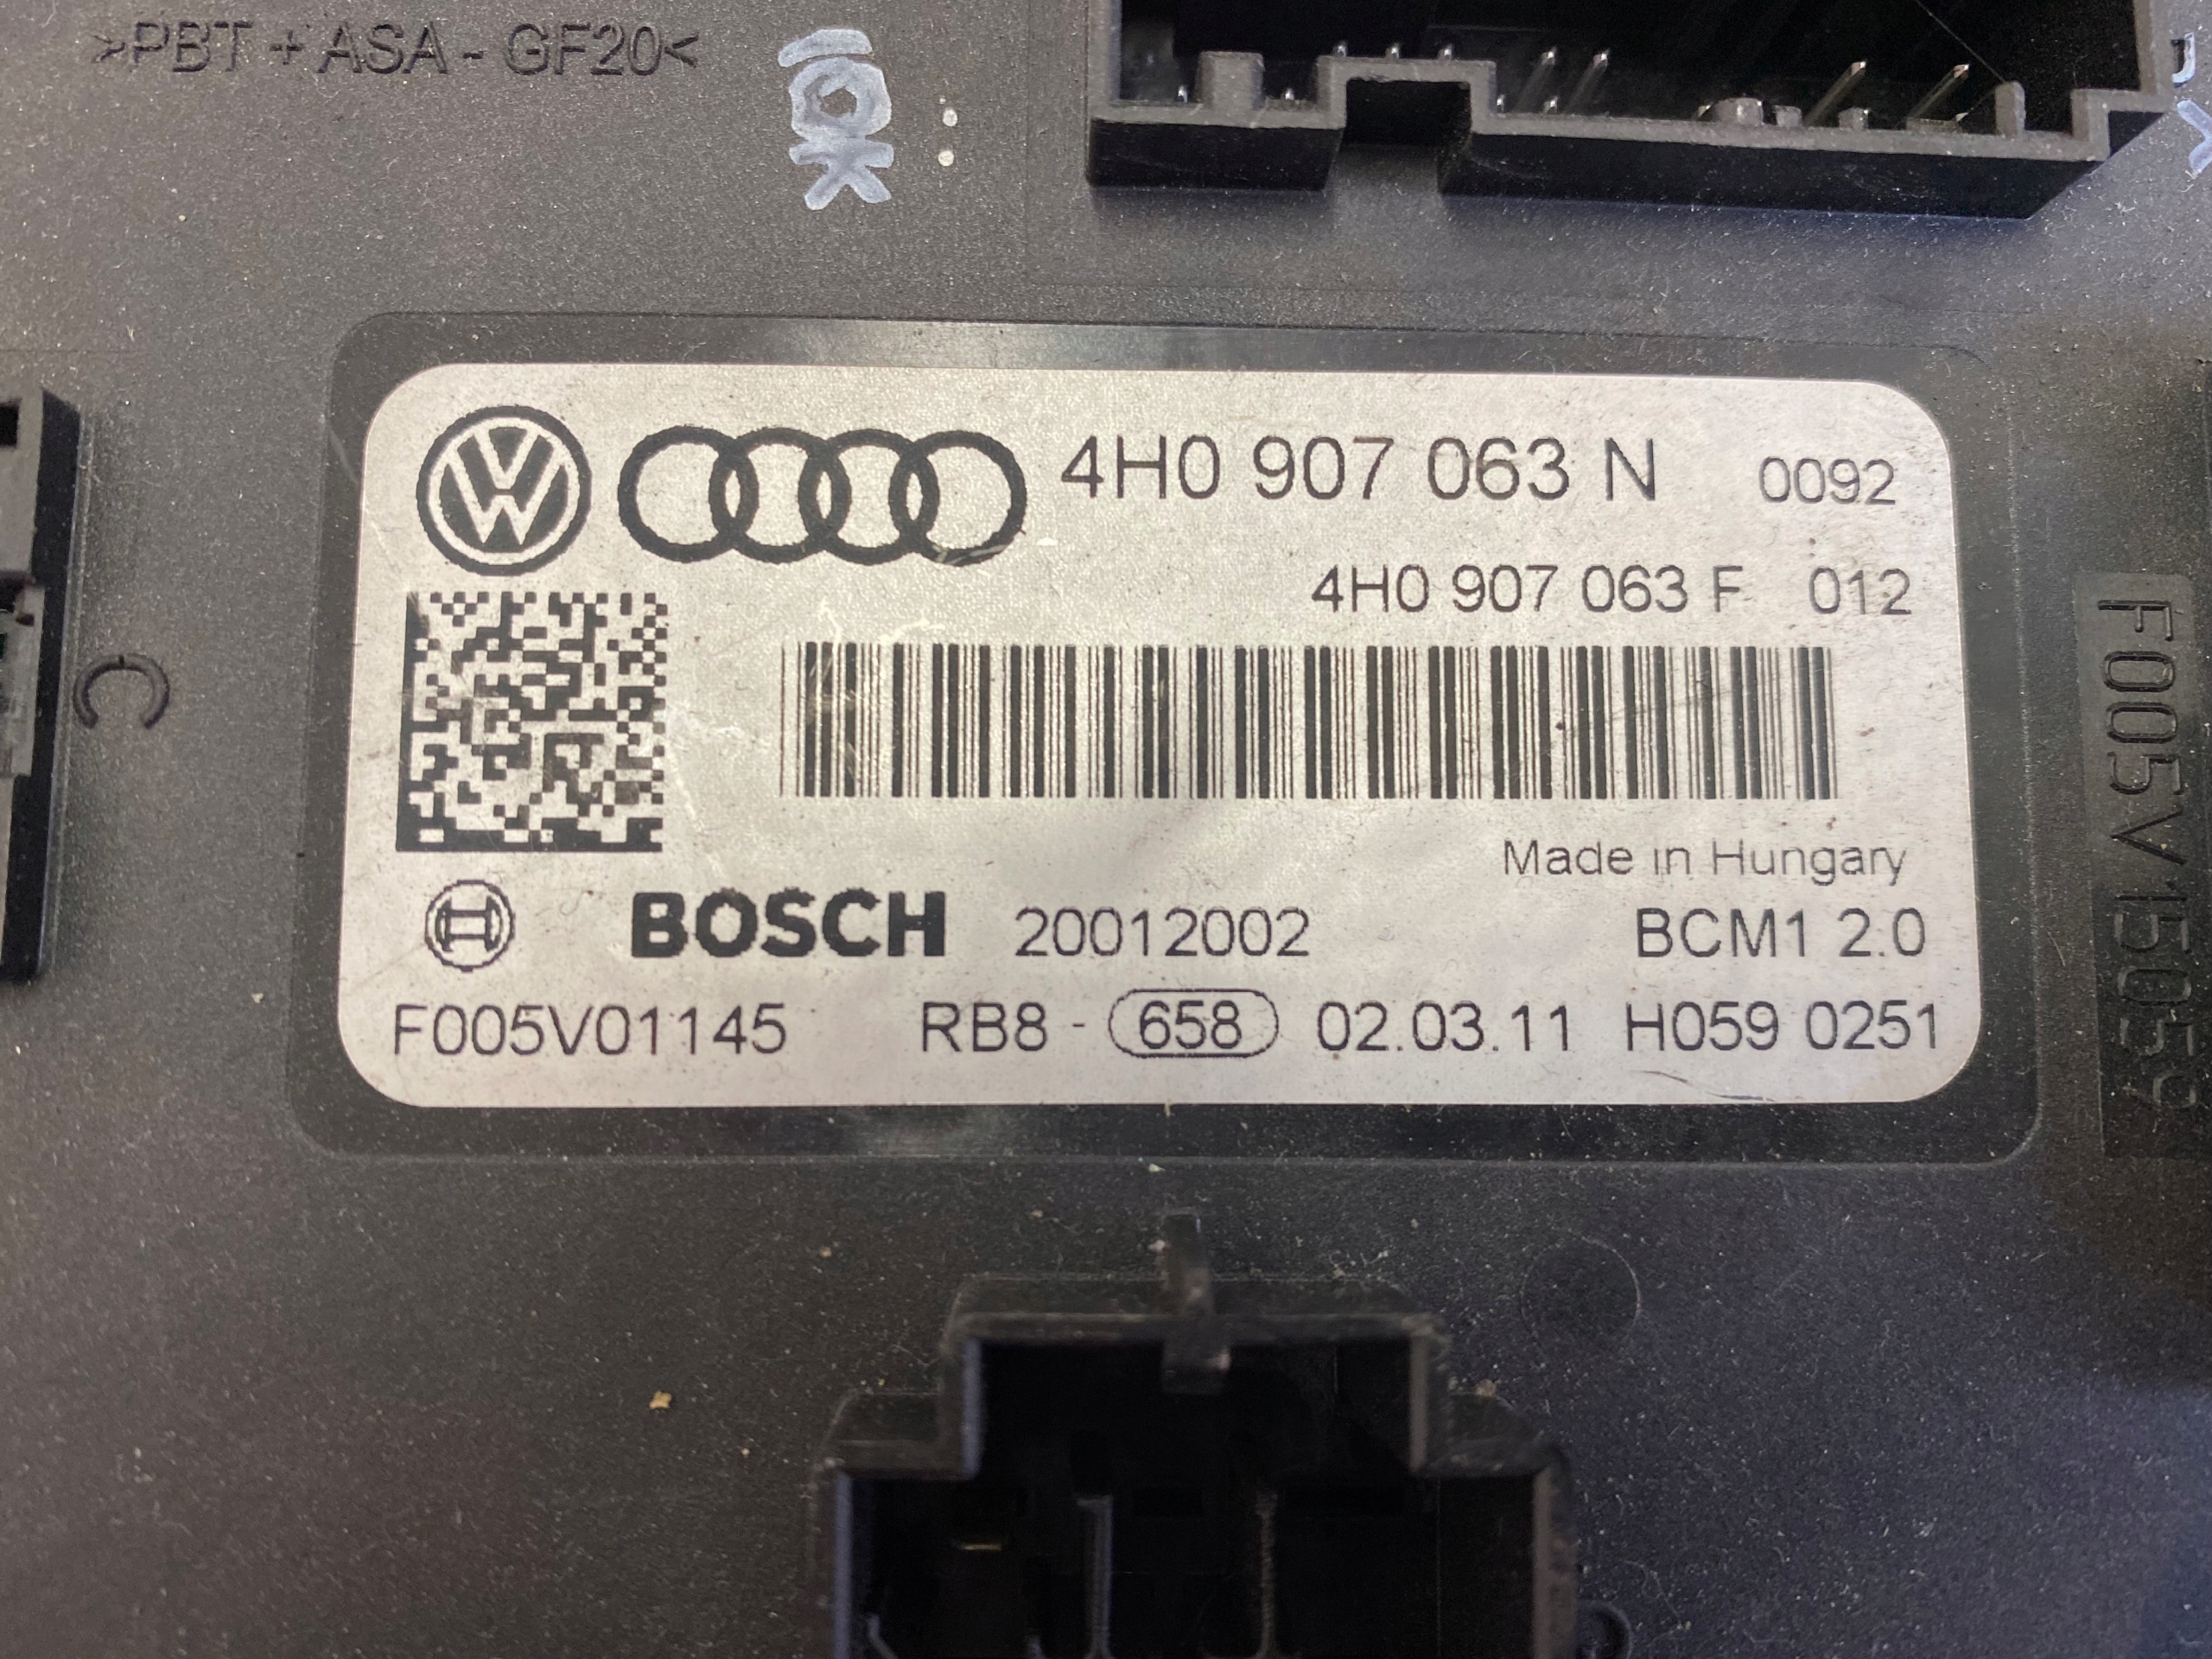 >PBT + ASA - GF20<
IOK
4H0 907 063 N 0092
4H0 907 063 F 012
Made in Hungary
BOSCH 20012002 BCM1 2.0
F005V01145 RB8 - 658 02.03.11 H059 0251
C
F005V15059